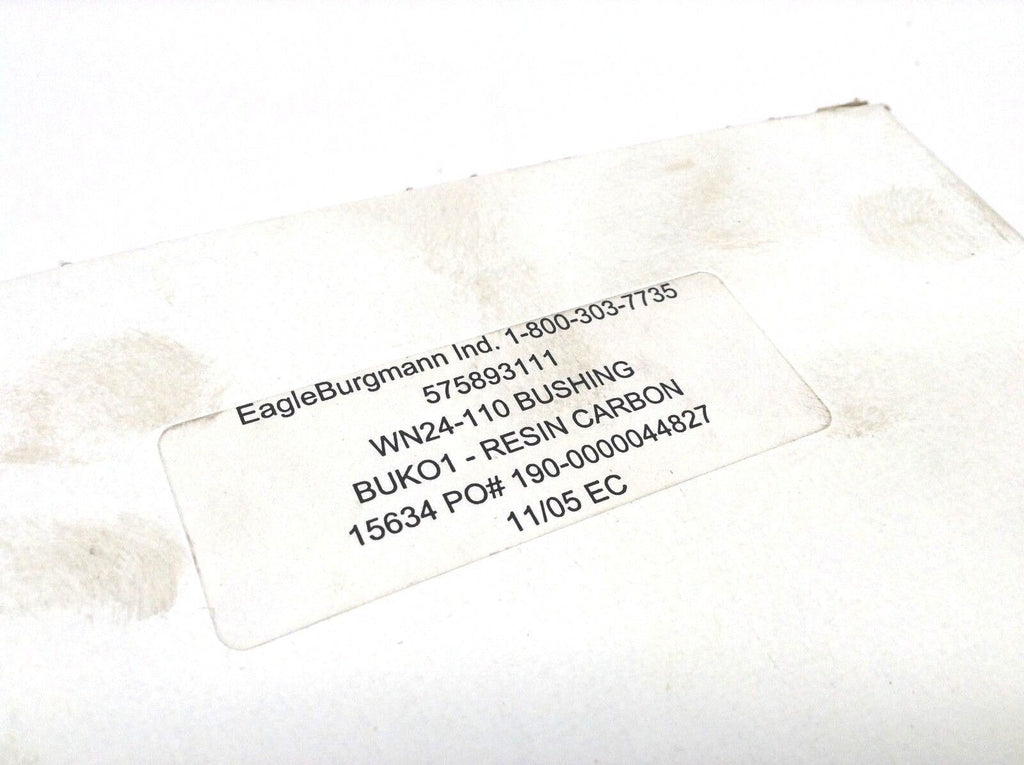 EagleBurgmann Ind. 1-800-303-7735
575893111
WN24-110 BUSHING
BUKO1 - RESIN CARBON
15634 PO# 190-0000044827
11/05 EC